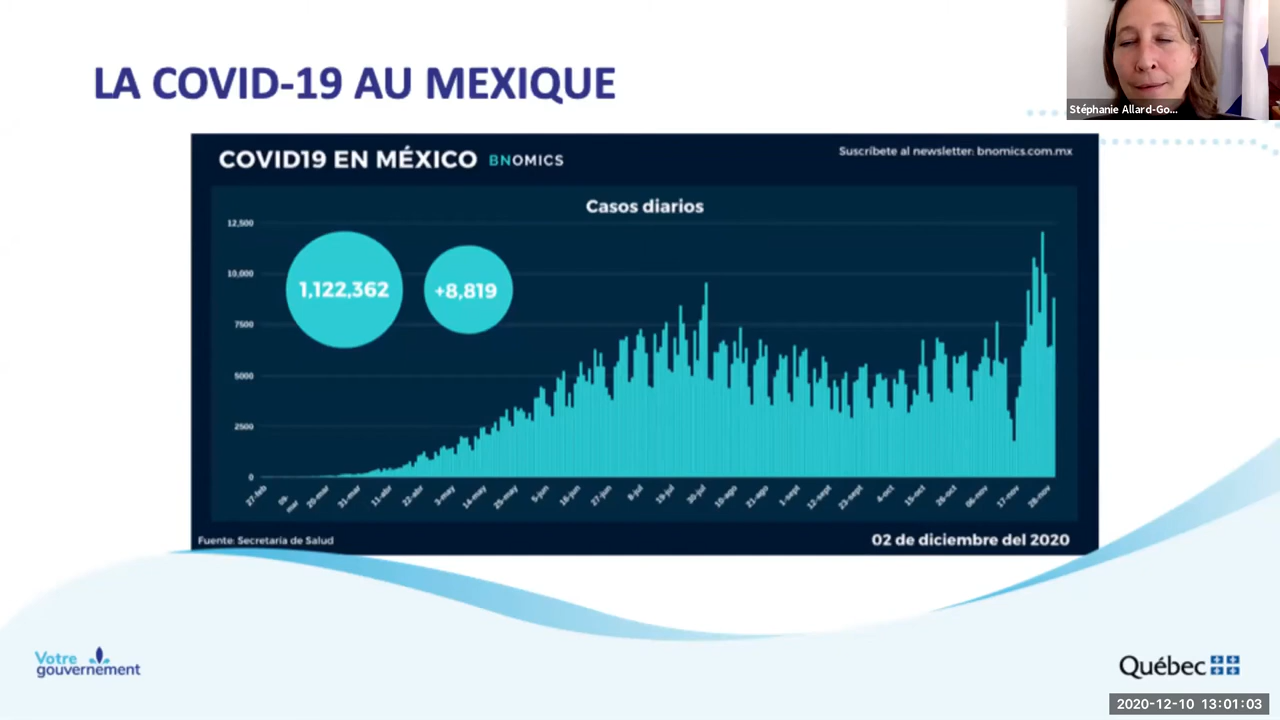 LA COVID-19 AU MEXIQUE
Stéphanie Allard-Go...
COVID19 EN MÉXICO BNOMICS
Suscríbete al newsletter: bnomics.com.mx
Casos diarios
1,122,362
+8,819
12,500
10,000
7500
5000
2500
0
27-feb
09-mar
20-mar
31-mar
11-abr
22-abr
3-may
14-may
25-may
5-jun
16-jun
27-jun
8-jul
19-jul
30-jul
10-ago
21-ago
1-sept
12-sept
23-sept
4-oct
15-oct
26-oct
06-nov
17-nov
28-nov
Fuente: Secretaría de Salud
02 de diciembre del 2020
Votre
gouvernement
Québec
2020-12-10 13:01:03